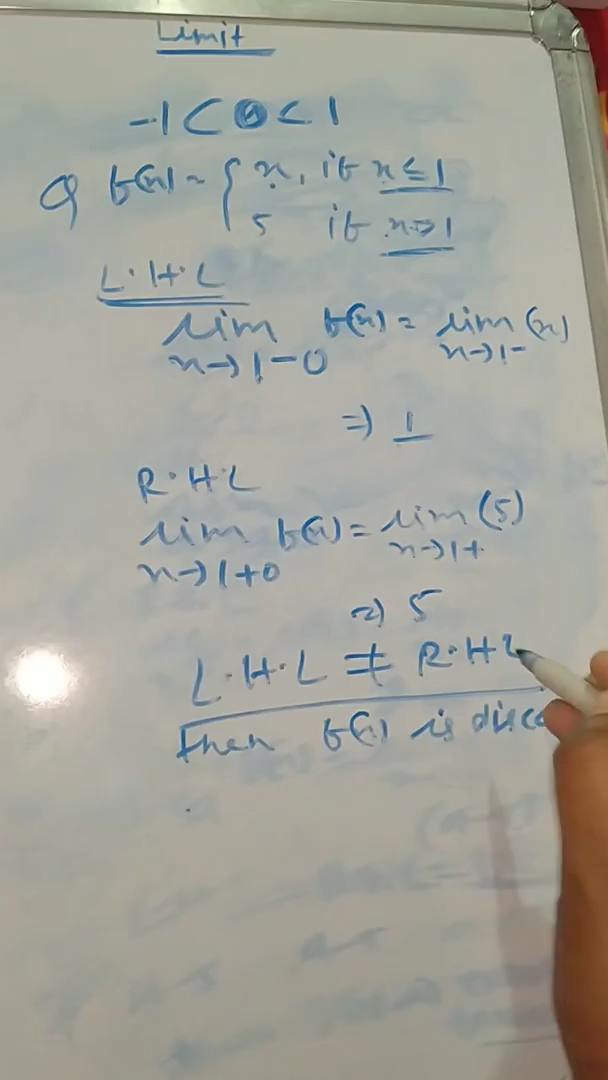 Limit
-1 < 0 < 1
Q f(x) = { x, if x ≤ 1
5 if x > 1
L.H.L
lim f(x) = lim (x)
x→1-0 x→1-
⇒ 1
R.H.L
lim f(x) = lim (5)
x→1+0 x→1+
⇒ 5
L.H.L ≠ R.H.L
then f(x) is disc